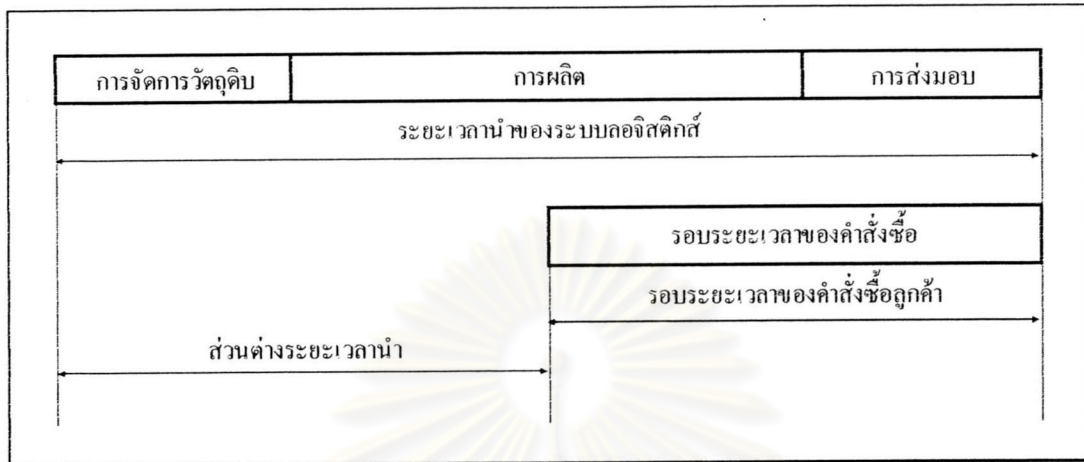 การจัดการวัตถุดิบ การผลิต การส่งมอบ
ระยะเวลานำของระบบลอจิสติกส์
รอบระยะเวลาของคำสั่งซื้อ
รอบระยะเวลาของคำสั่งซื้อลูกค้า
ส่วนต่างระยะเวลานำ